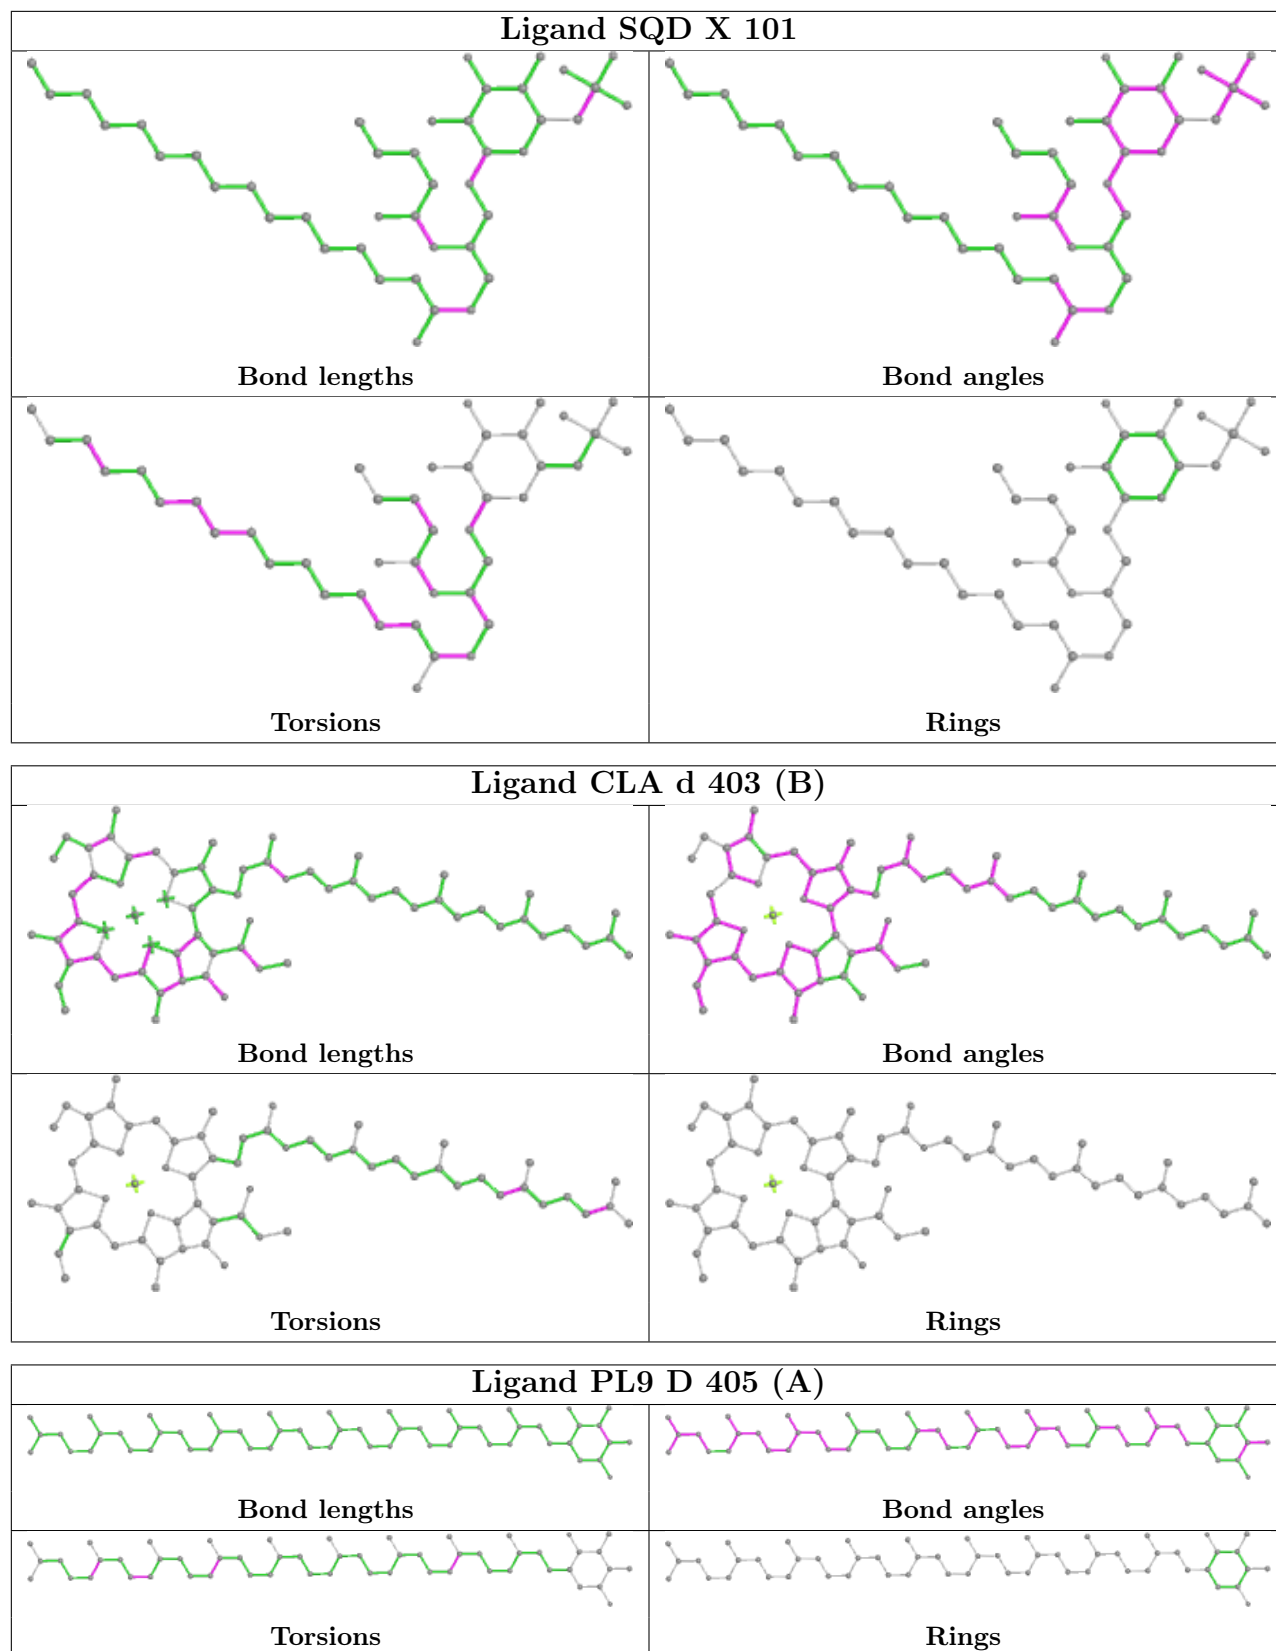 Ligand SQD X 101
Bond lengths
Bond angles
Torsions
Rings
Ligand CLA d 403 (B)
Bond lengths
Bond angles
Torsions
Rings
Ligand PL9 D 405 (A)
Bond lengths
Bond angles
Torsions
Rings